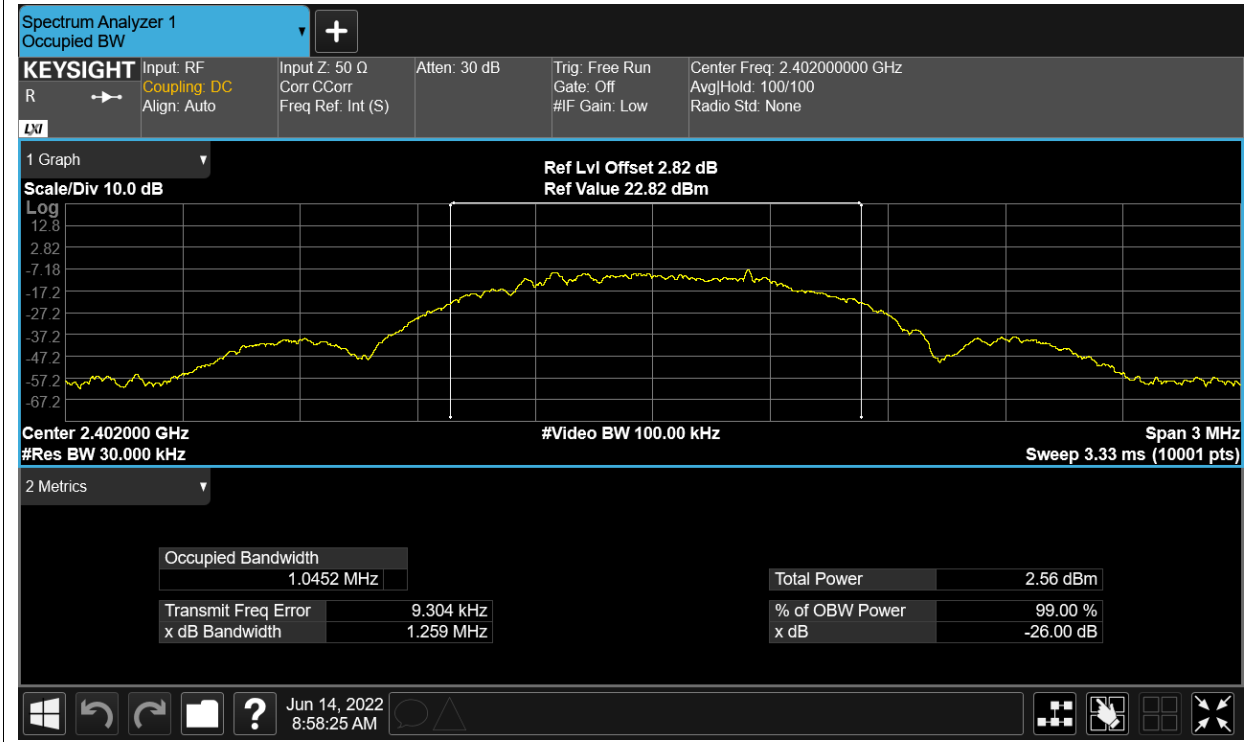 Spectrum Analyzer 1
Occupied BW
KEYSIGHT Input: RF Input Z: 50 Ω Atten: 30 dB Trig: Free Run Center Freq: 2.402000000 GHz
R Coupling: DC Corr CCorr Gate: Off Avg|Hold: 100/100
Align: Auto Freq Ref: Int (S) #IF Gain: Low Radio Std: None
LXI
1 Graph
Ref Lvl Offset 2.82 dB
Scale/Div 10.0 dB Ref Value 22.82 dBm
Log
12.8
2.82
-7.18
-17.2
-27.2
-37.2
-47.2
-57.2
-67.2
Center 2.402000 GHz #Video BW 100.00 kHz Span 3 MHz
#Res BW 30.000 kHz Sweep 3.33 ms (10001 pts)
2 Metrics
Occupied Bandwidth
1.0452 MHz Total Power 2.56 dBm
Transmit Freq Error 9.304 kHz % of OBW Power 99.00 %
x dB Bandwidth 1.259 MHz x dB -26.00 dB
? Jun 14, 2022
8:58:25 AM